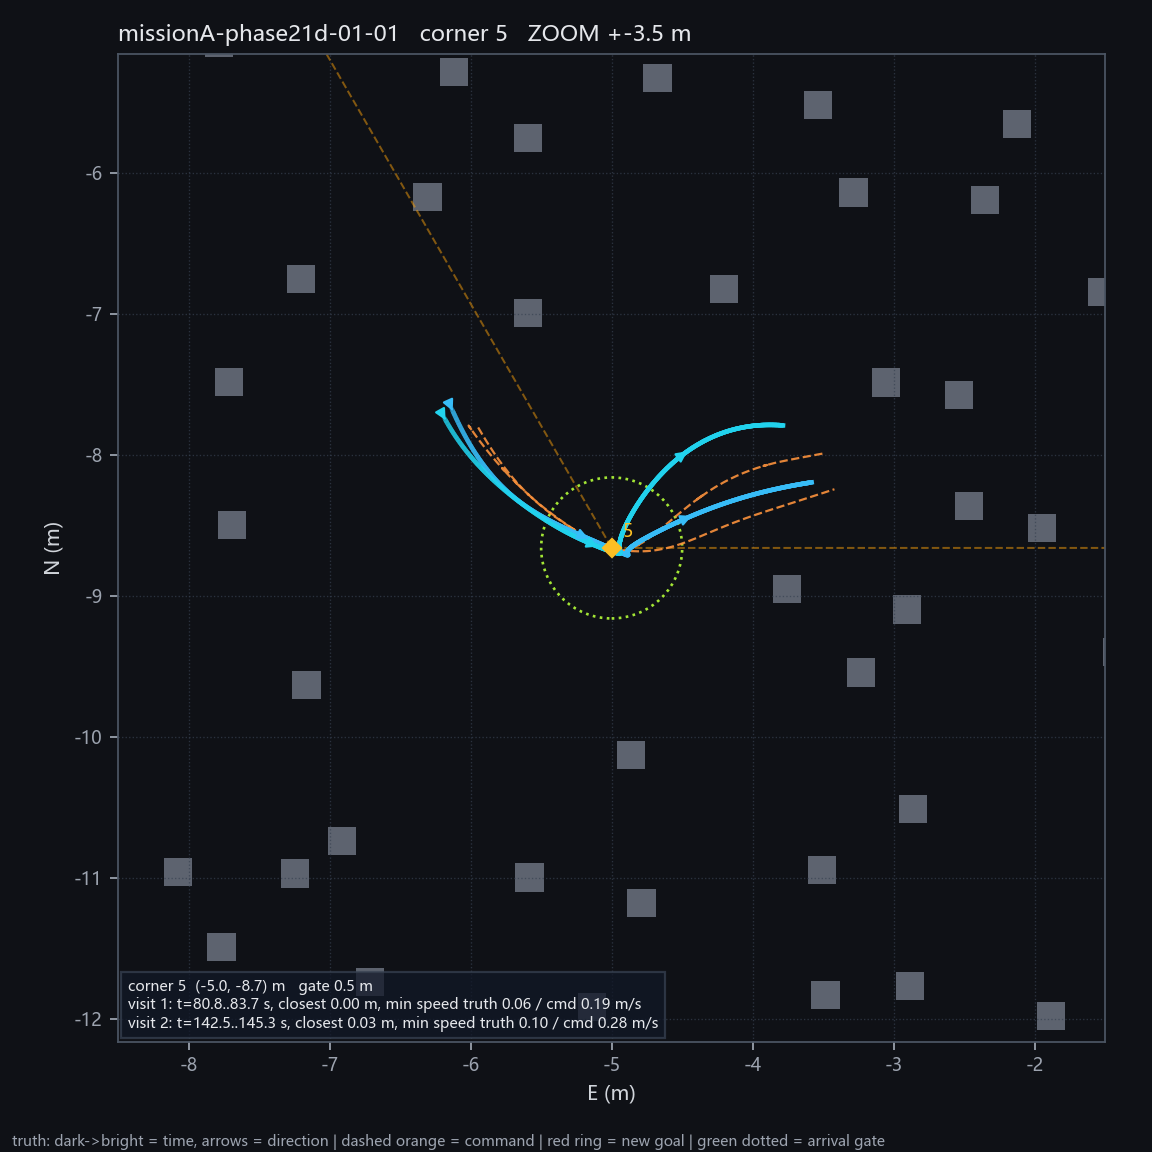 missionA-phase21d-01-01   corner 5   ZOOM +-3.5 m
-6
-7
-8
-9
-10
-11
-12
N (m)
5
corner 5  (-5.0, -8.7) m   gate 0.5 m
visit 1: t=80.8..83.7 s, closest 0.00 m, min speed truth 0.06 / cmd 0.19 m/s
visit 2: t=142.5..145.3 s, closest 0.03 m, min speed truth 0.10 / cmd 0.28 m/s
-8 -7 -6 -5 -4 -3 -2
E (m)
truth: dark->bright = time, arrows = direction | dashed orange = command | red ring = new goal | green dotted = arrival gate